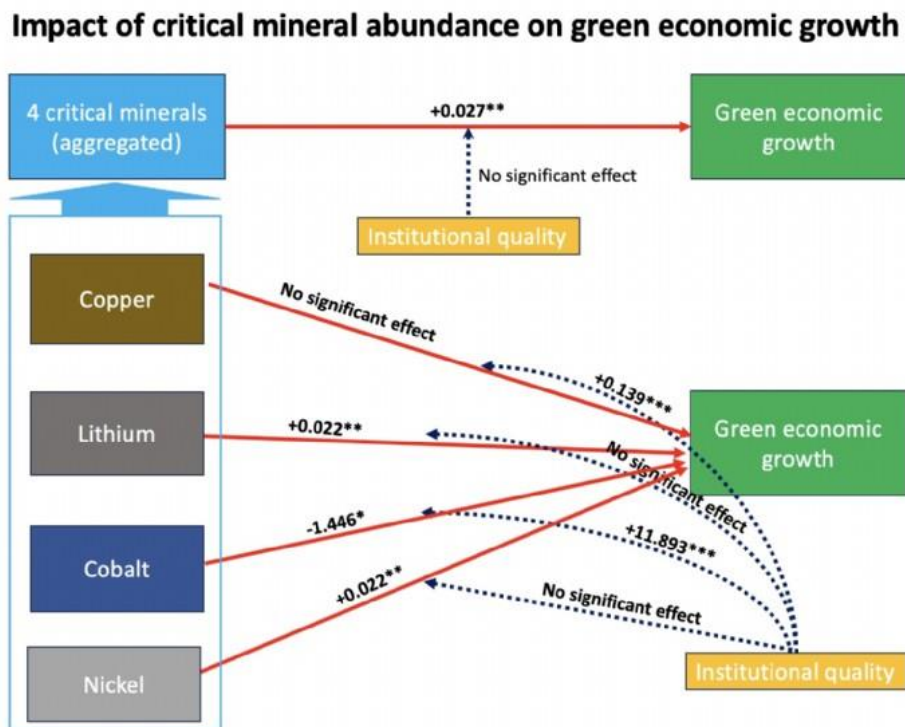 Impact of critical mineral abundance on green economic growth
4 critical minerals
(aggregated)
+0.027**
Green economic
growth
No significant effect
Institutional quality
Copper
No significant effect
+0.139***
Lithium
+0.022**
No significant effect
Green economic
growth
Cobalt
-1.446*
+11.893***
+0.022**
No significant effect
Nickel
Institutional quality